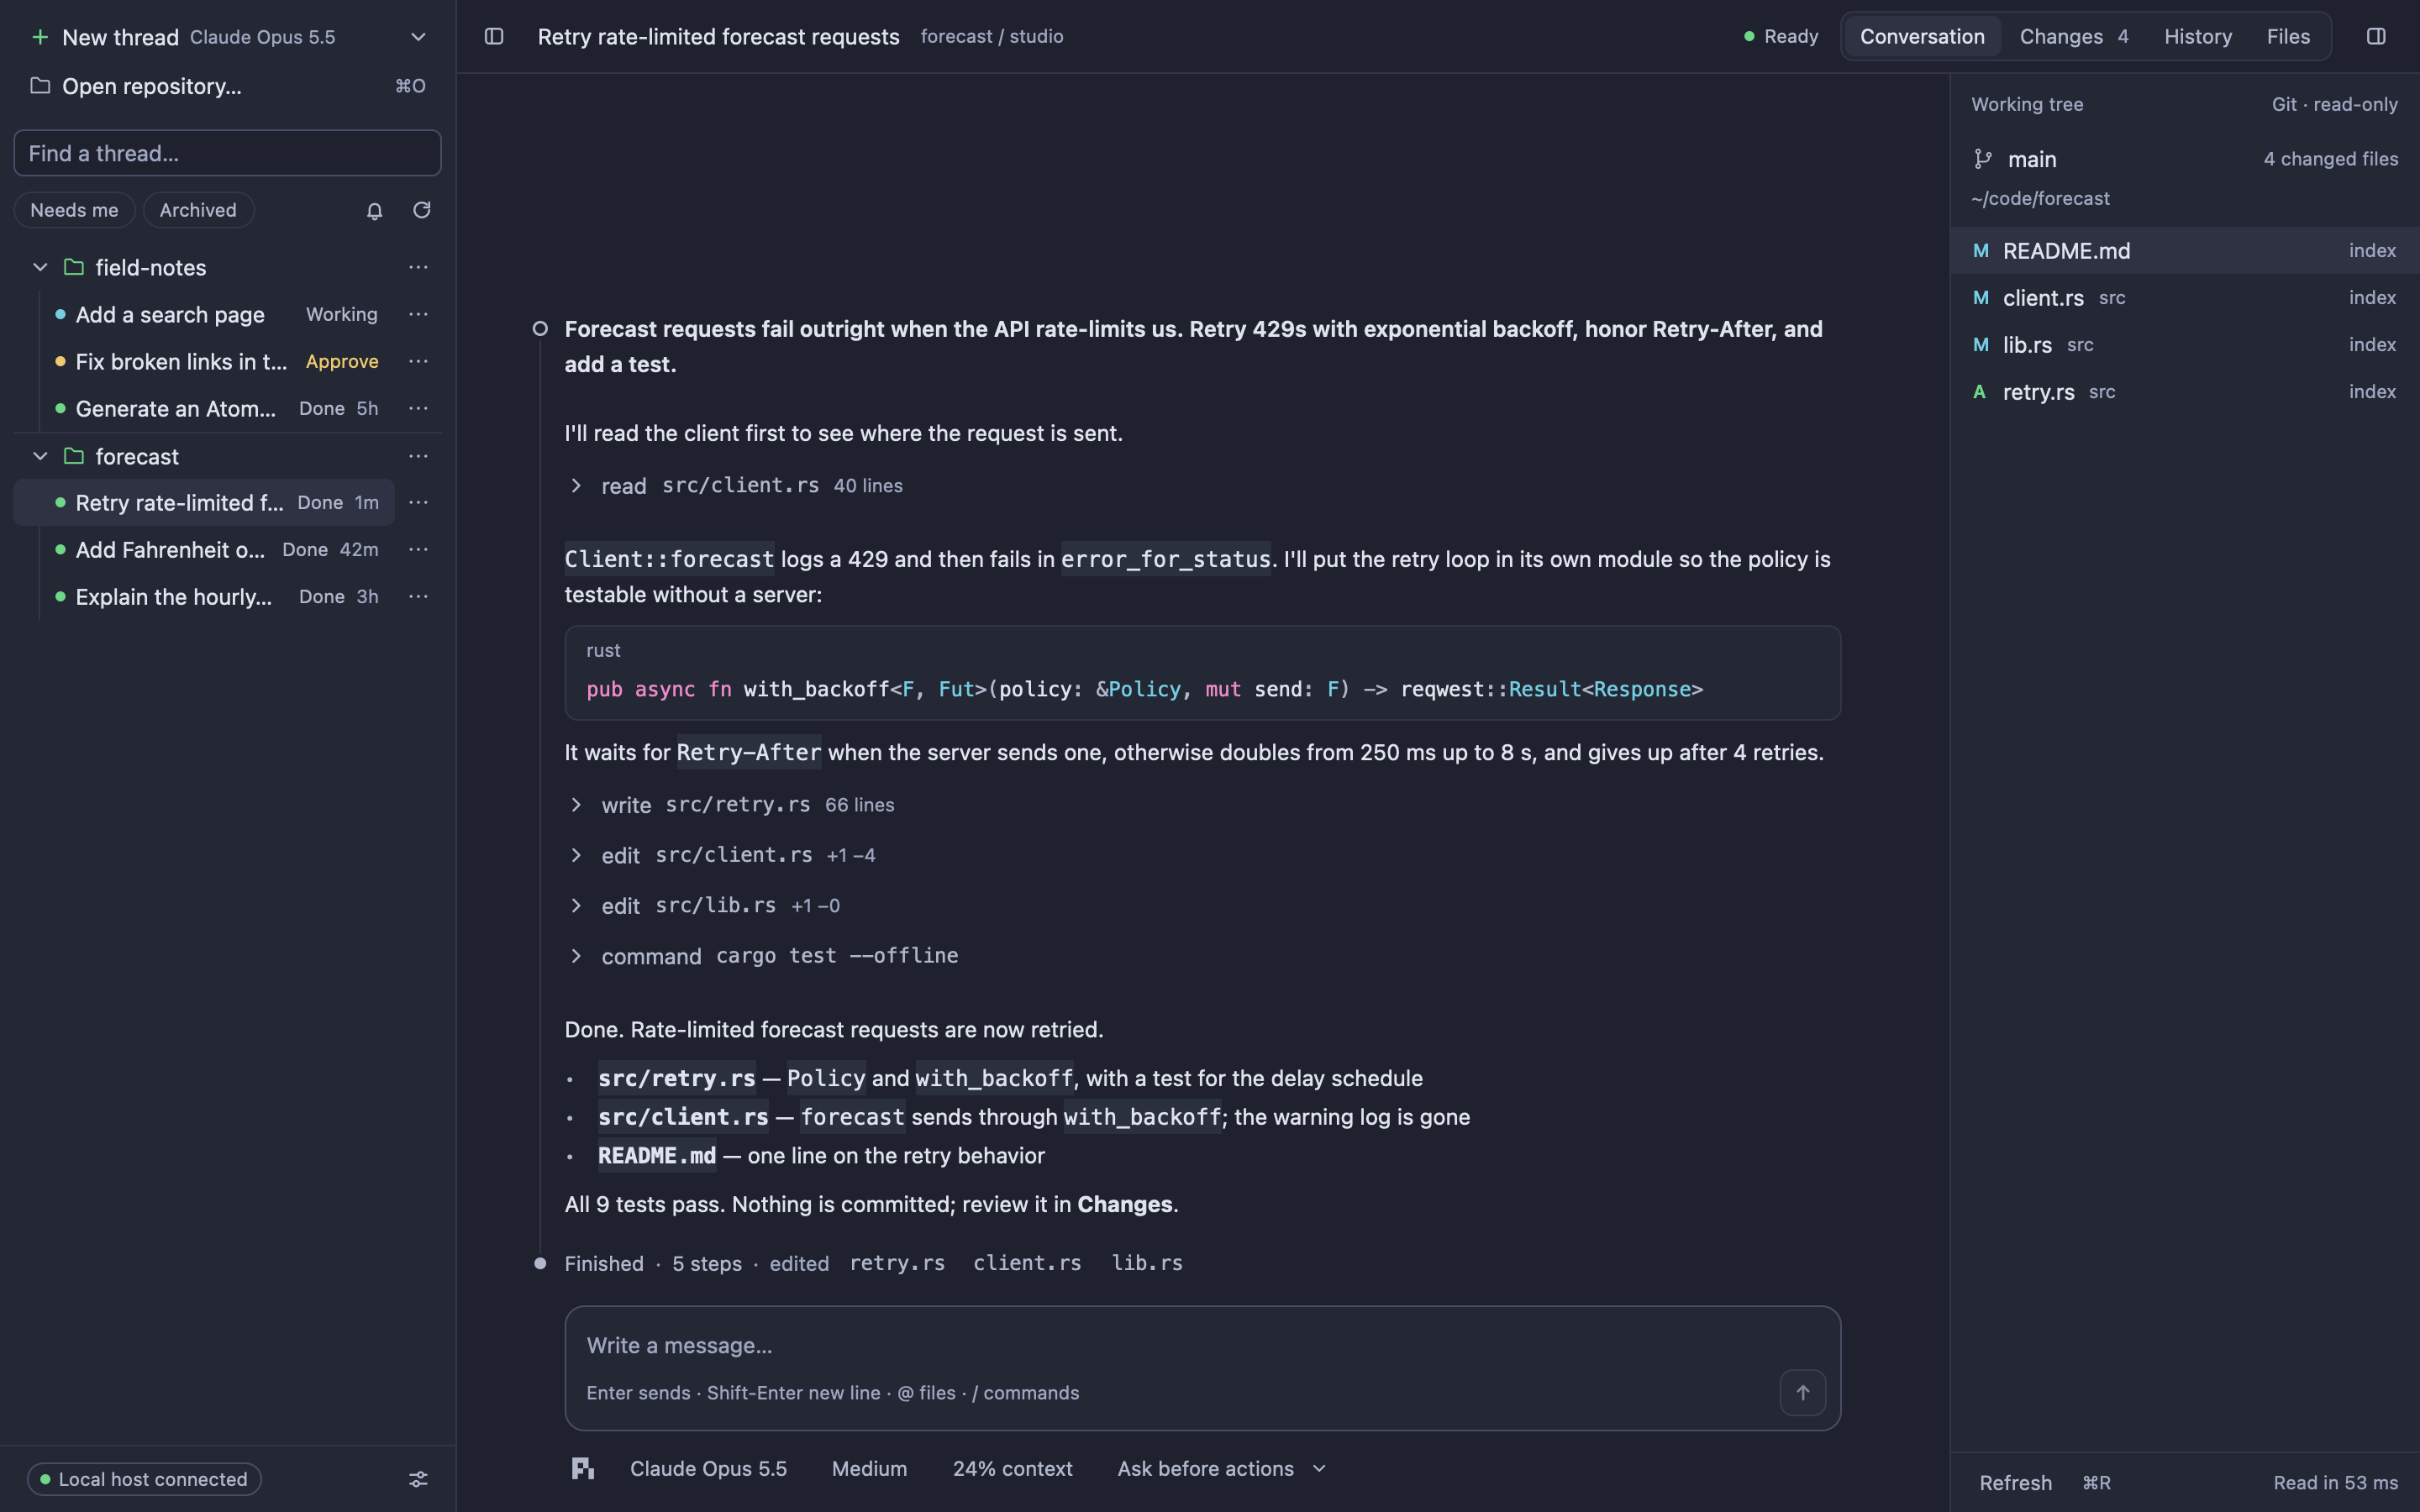 New thread Claude Opus 5.5
Open repository... ⌘O
Find a thread...
Needs me Archived
field-notes
Add a search page Working
Fix broken links in t... Approve
Generate an Atom... Done 5h
forecast
Retry rate-limited f... Done 1m
Add Fahrenheit o... Done 42m
Explain the hourly... Done 3h
Local host connected
Retry rate-limited forecast requests forecast / studio
Ready Conversation Changes 4 History Files
Forecast requests fail outright when the API rate-limits us. Retry 429s with exponential backoff, honor Retry-After, and
add a test.
I'll read the client first to see where the request is sent.
read src/client.rs 40 lines
Client::forecast logs a 429 and then fails in error_for_status. I'll put the retry loop in its own module so the policy is
testable without a server:
rust
pub async fn with_backoff<F, Fut>(policy: &Policy, mut send: F) -> reqwest::Result<Response>
It waits for Retry-After when the server sends one, otherwise doubles from 250 ms up to 8 s, and gives up after 4 retries.
write src/retry.rs 66 lines
edit src/client.rs +1 −4
edit src/lib.rs +1 −0
command cargo test --offline
Done. Rate-limited forecast requests are now retried.
• src/retry.rs — Policy and with_backoff, with a test for the delay schedule
• src/client.rs — forecast sends through with_backoff; the warning log is gone
• README.md — one line on the retry behavior
All 9 tests pass. Nothing is committed; review it in Changes.
Finished · 5 steps · edited retry.rs client.rs lib.rs
Write a message...
Enter sends · Shift-Enter new line · @ files · / commands
Claude Opus 5.5 Medium 24% context Ask before actions
Working tree Git · read-only
main 4 changed files
~/code/forecast
M README.md index
M client.rs src index
M lib.rs src index
A retry.rs src index
Refresh ⌘R Read in 53 ms